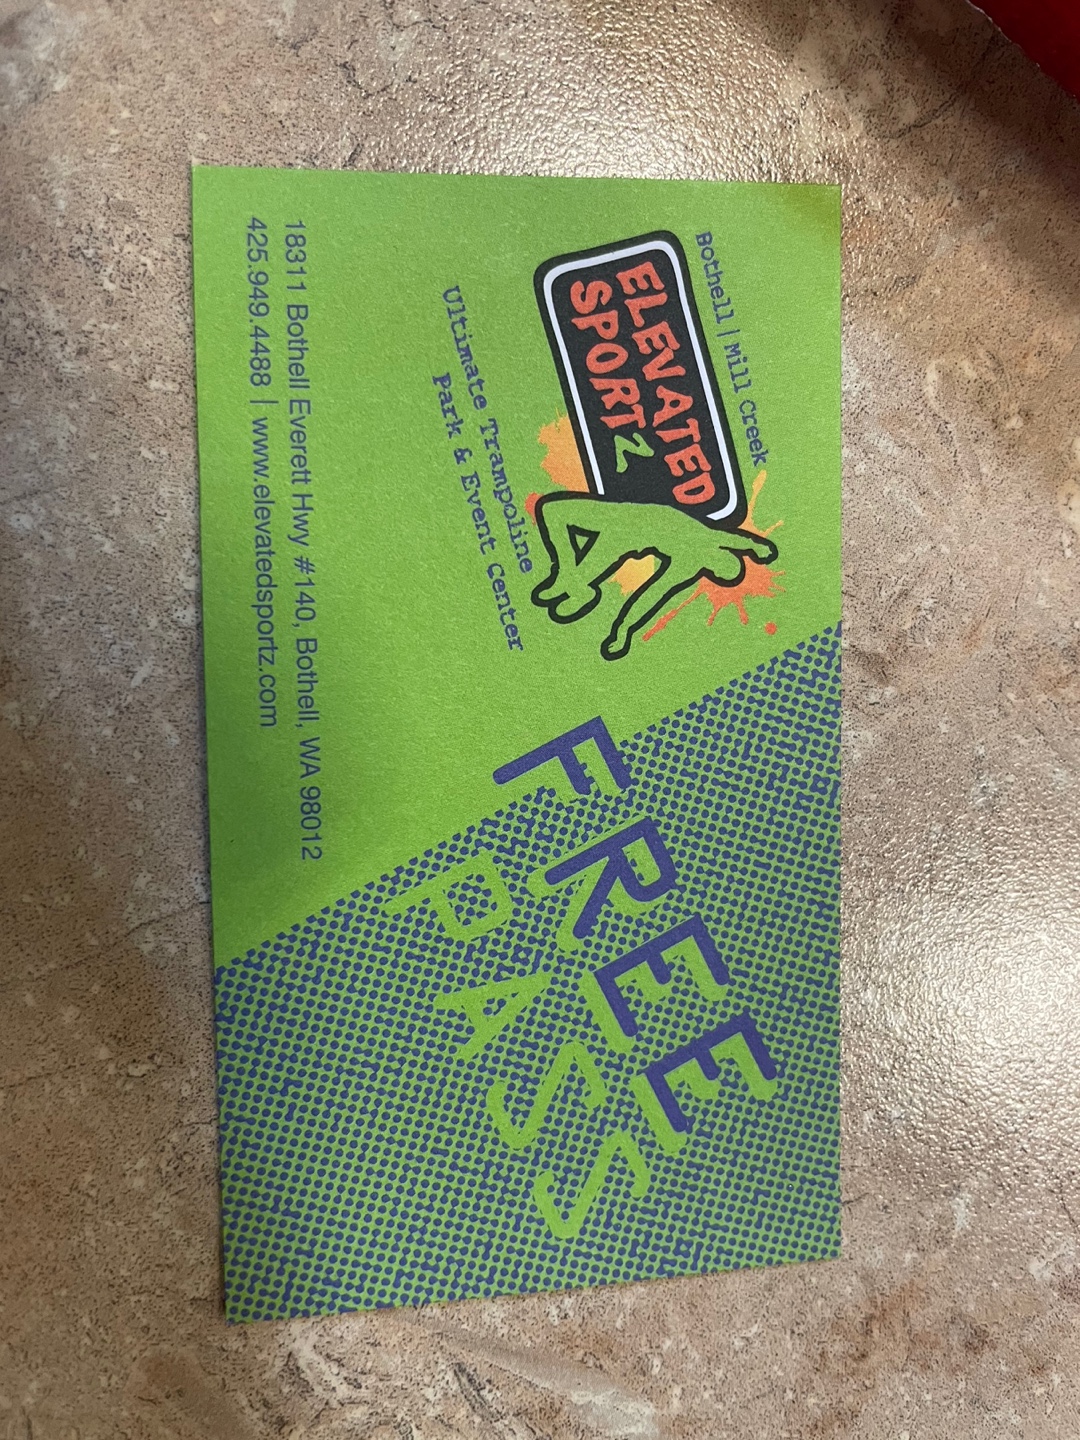 Bothell | Mill Creek
ELEVATED
SPORTZ
Ultimate Trampoline
Park & Event Center
FREE
PASS
18311 Bothell Everett Hwy #140, Bothell, WA 98012
425.949.4488 | www.elevatedsportz.com